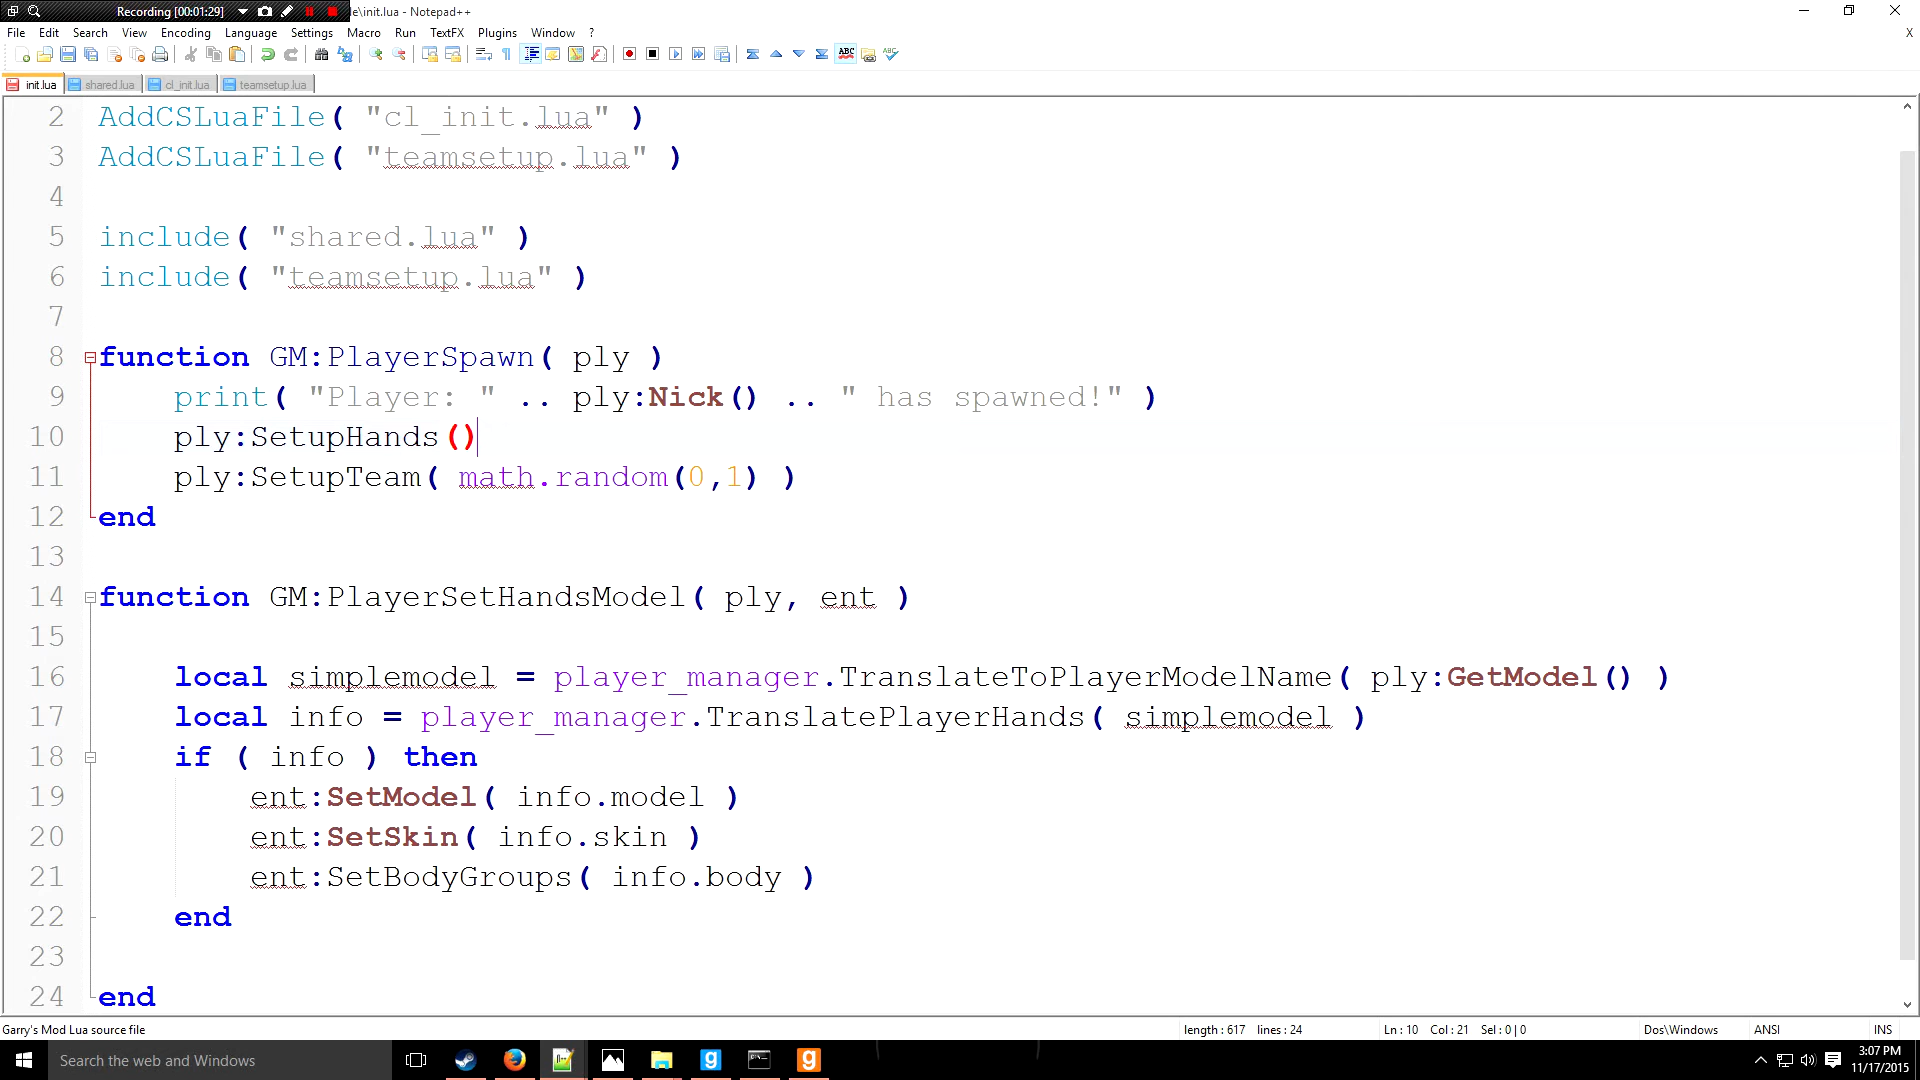 Recording [00:01:29]
le\init.lua - Notepad++
File Edit Search View Encoding Language Settings Macro Run TextFX Plugins Window ?
X
init.lua shared.lua cl_init.lua teamsetup.lua
2 AddCSLuaFile( "cl_init.lua" )
3 AddCSLuaFile( "teamsetup.lua" )
4
5 include( "shared.lua" )
6 include( "teamsetup.lua" )
7
8 function GM:PlayerSpawn( ply )
9 print( "Player: " .. ply:Nick() .. " has spawned!" )
10 ply:SetupHands()
11 ply:SetupTeam( math.random(0,1) )
12 end
13
14 function GM:PlayerSetHandsModel( ply, ent )
15
16 local simplemodel = player_manager.TranslateToPlayerModelName( ply:GetModel() )
17 local info = player_manager.TranslatePlayerHands( simplemodel )
18 if ( info ) then
19 ent:SetModel( info.model )
20 ent:SetSkin( info.skin )
21 ent:SetBodyGroups( info.body )
22 end
23
24 end
Garry's Mod Lua source file length : 617 lines : 24 Ln : 10 Col : 21 Sel : 0 | 0 Dos\Windows ANSI INS
Search the web and Windows
3:07 PM
11/17/2015